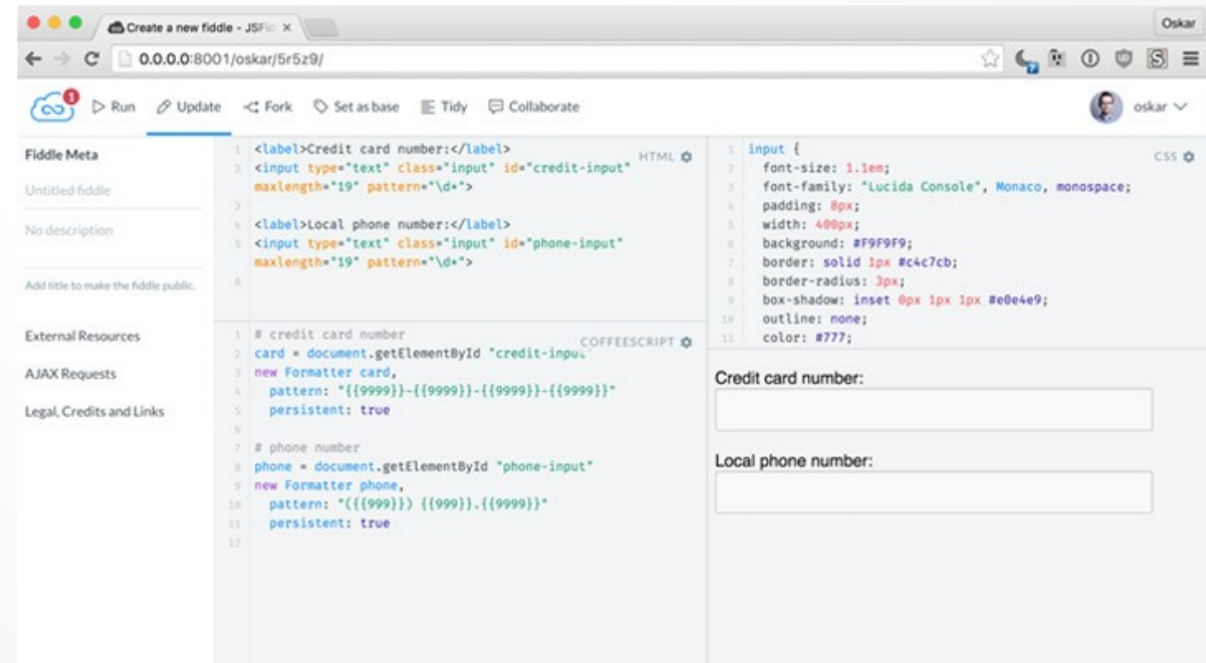 Create a new fiddle - JSFi
Oskar
0.0.0.0:8001/oskar/5r5z9/
1
Run Update Fork Set as base Tidy Collaborate
oskar
Fiddle Meta
Untitled fiddle
No description
Add title to make the fiddle public.
External Resources
AJAX Requests
Legal, Credits and Links
HTML
1 <label>Credit card number:</label>
2 <input type="text" class="input" id="credit-input"
maxlength="19" pattern="\d*">
3
4 <label>Local phone number:</label>
5 <input type="text" class="input" id="phone-input"
maxlength="19" pattern="\d*">
6
COFFEESCRIPT
1 # credit card number
2 card = document.getElementById "credit-input"
3 new Formatter card,
4 pattern: "{{9999}}-{{9999}}-{{9999}}-{{9999}}"
5 persistent: true
6
7 # phone number
8 phone = document.getElementById "phone-input"
9 new Formatter phone,
10 pattern: "({{999}}) {{999}}.{{9999}}"
11 persistent: true
12
CSS
1 input {
2 font-size: 1.1em;
3 font-family: "Lucida Console", Monaco, monospace;
4 padding: 8px;
5 width: 400px;
6 background: #F9F9F9;
7 border: solid 1px #c4c7cb;
8 border-radius: 3px;
9 box-shadow: inset 0px 1px 1px #e0e4e9;
10 outline: none;
11 color: #777;
Credit card number:
Local phone number: